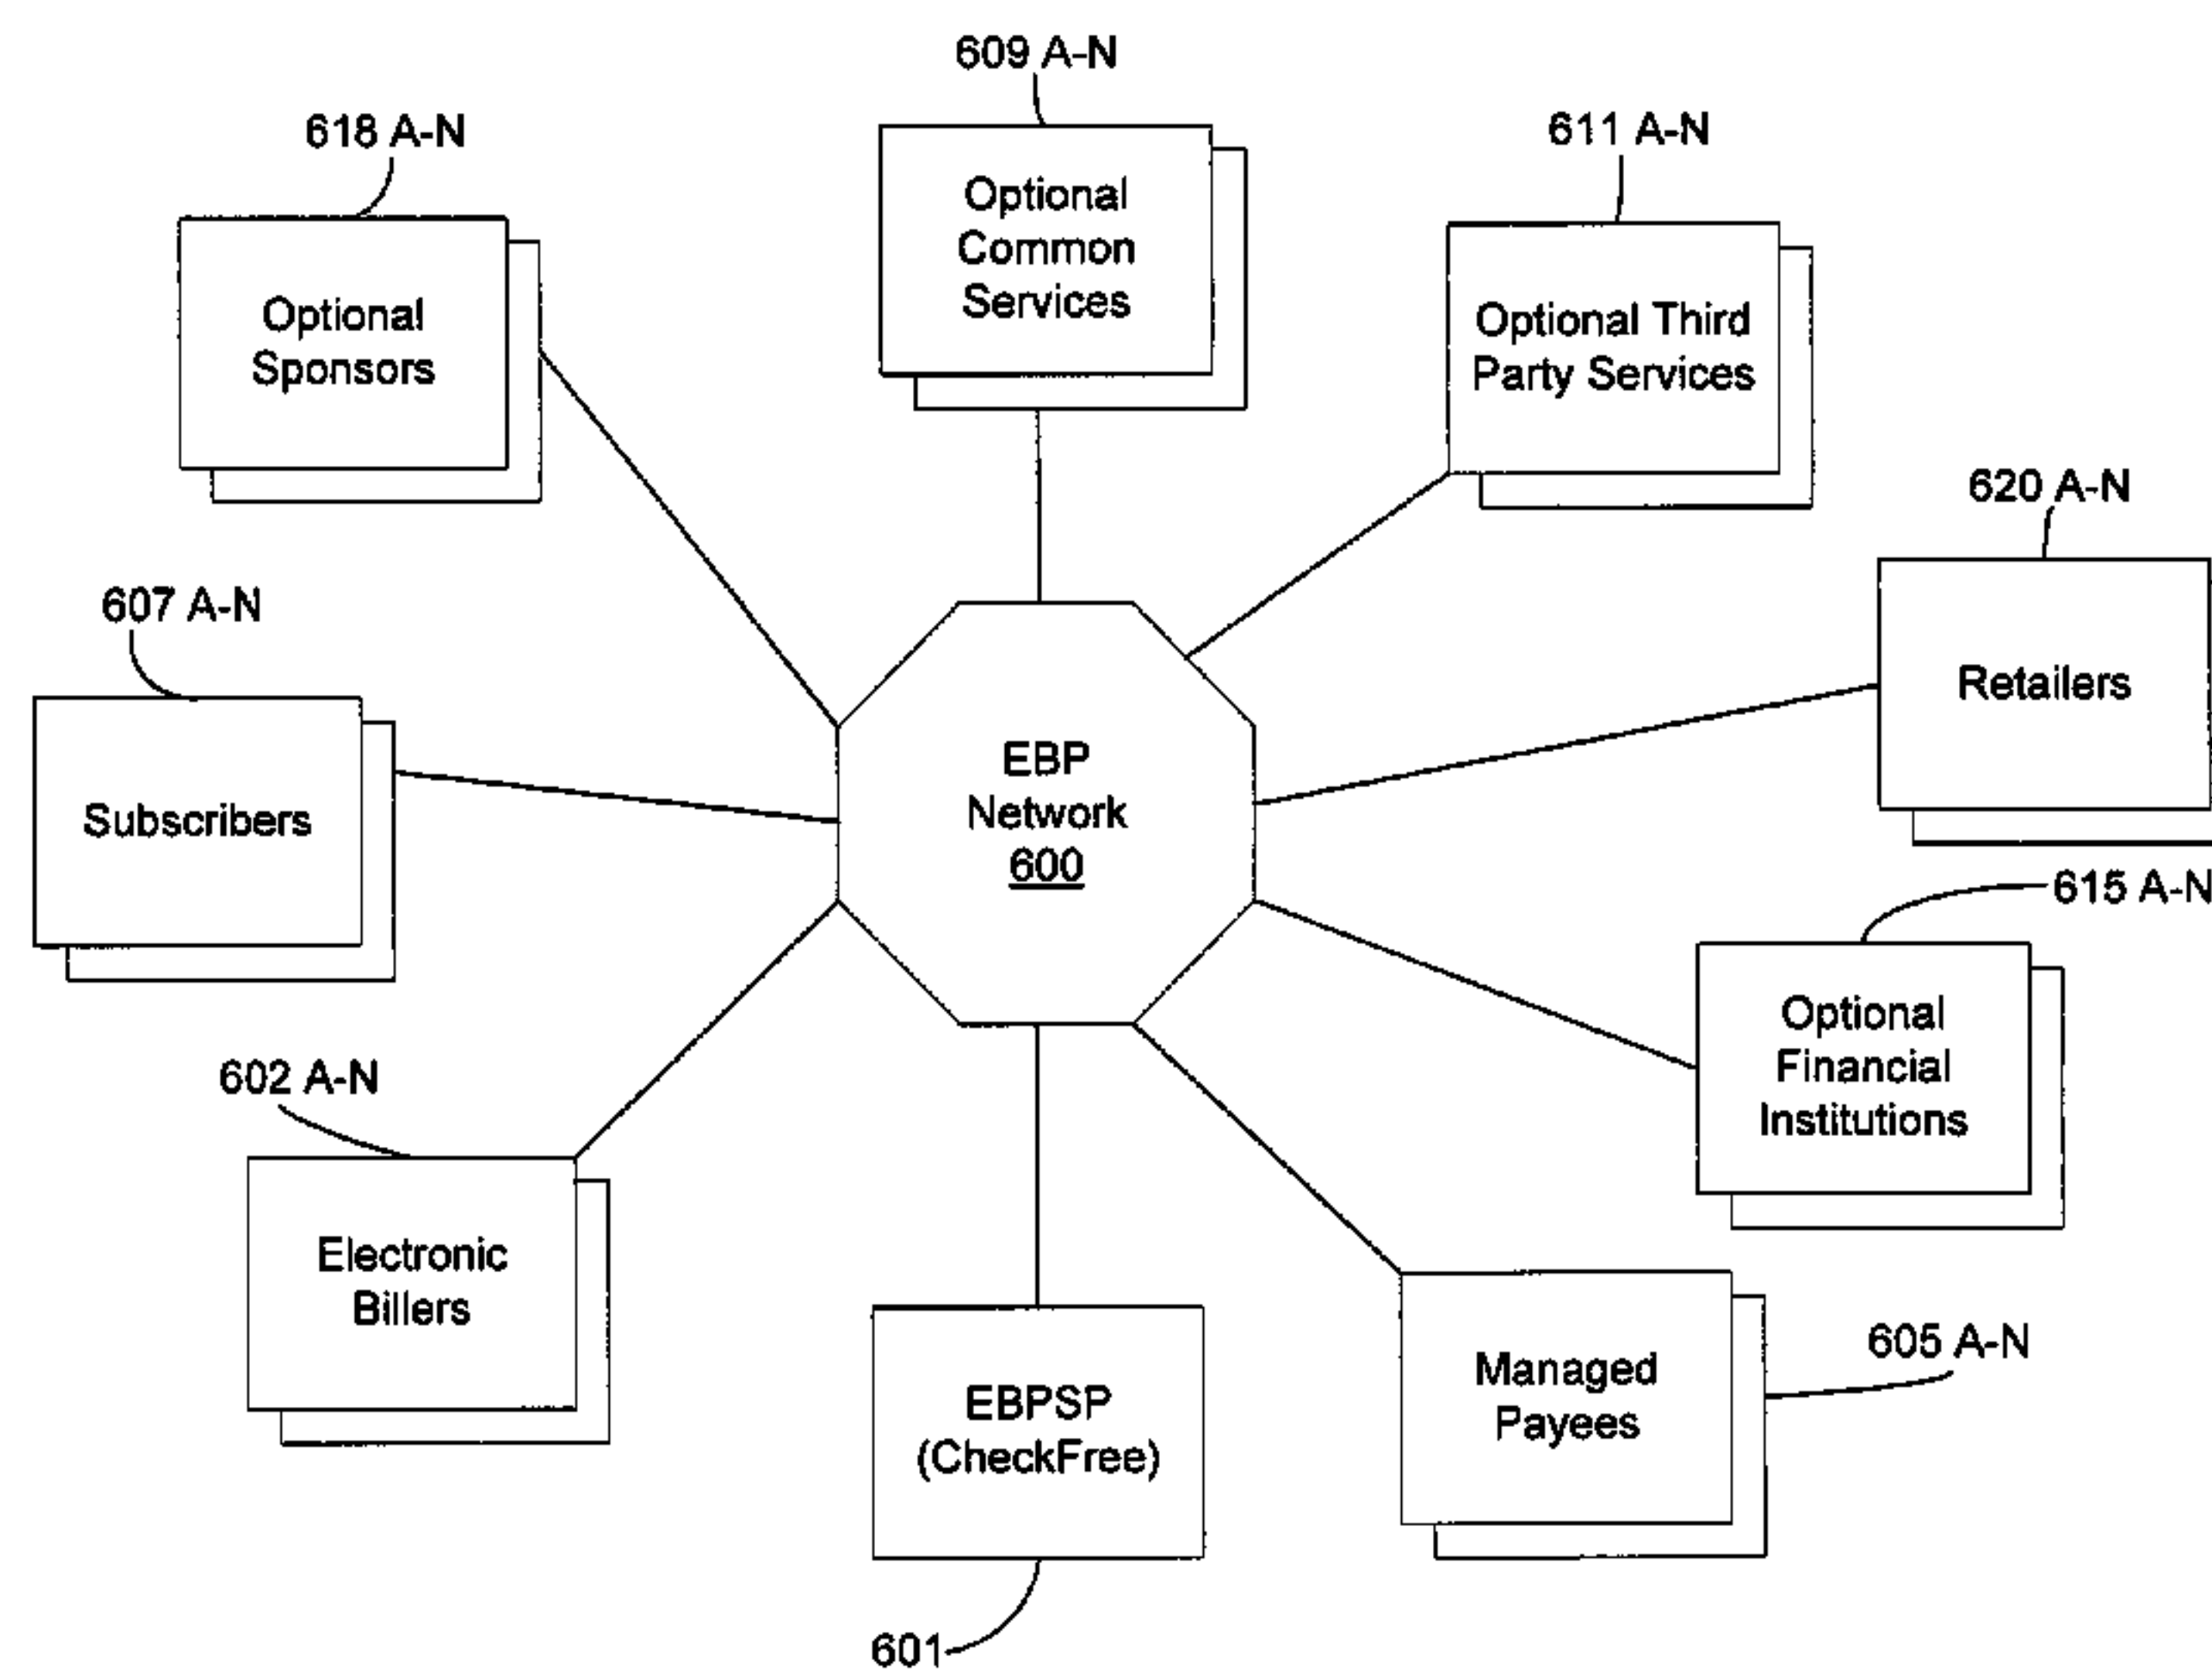 609 A-N
618 A-N
611 A-N
Optional
Common
Services
Optional
Sponsors
Optional Third
Party Services
620 A-N
607 A-N
Retailers
Subscribers
EBP
Network
600
615 A-N
Optional
Financial
Institutions
602 A-N
Electronic
Billers
EBPSP
(CheckFree)
Managed
Payees
605 A-N
601